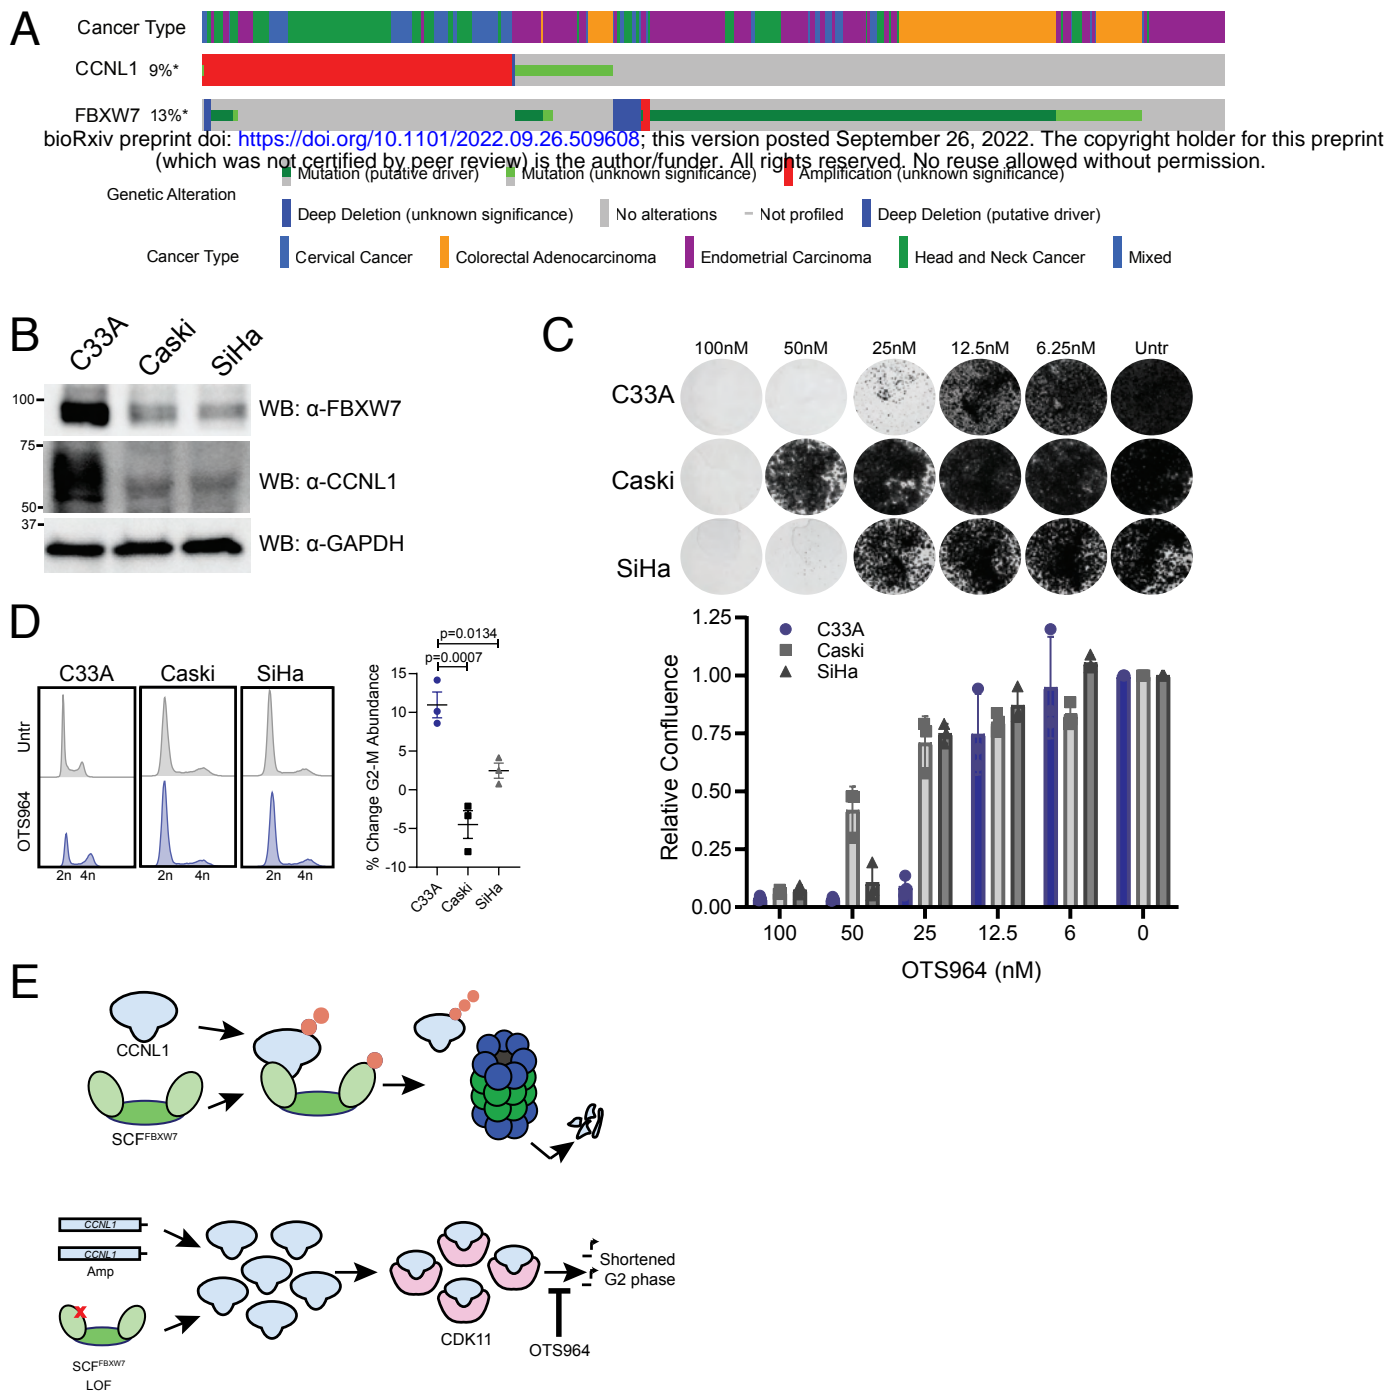 A
Cancer Type
CCNL1 9%*
FBXW7 13%*
bioRxiv preprint doi: https://doi.org/10.1101/2022.09.26.509608; this version posted September 26, 2022. The copyright holder for this preprint
(which was not certified by peer review) is the author/funder. All rights reserved. No reuse allowed without permission.
Genetic Alteration
Mutation (putative driver) Mutation (unknown significance) Amplification (unknown significance)
Deep Deletion (unknown significance) No alterations Not profiled Deep Deletion (putative driver)
Cancer Type Cervical Cancer Colorectal Adenocarcinoma Endometrial Carcinoma Head and Neck Cancer Mixed
B
C33A Caski SiHa
100
WB: α-FBXW7
75
WB: α-CCNL1
50
37
WB: α-GAPDH
C
100nM 50nM 25nM 12.5nM 6.25nM Untr
C33A
Caski
SiHa
1.25
1.00
0.75
0.50
0.25
0.00
Relative Confluence
C33A
Caski
SiHa
100 50 25 12.5 6 0
OTS964 (nM)
D
C33A Caski SiHa
Untr
OTS964
2n 4n 2n 4n 2n 4n
p=0.0134
p=0.0007
15
10
5
0
-5
-10
% Change G2-M Abundance
C33A Caski SiHa
E
CCNL1
SCFFBXW7
CCNL1
CCNL1
Amp
SCFFBXW7
LOF
CDK11
Shortened
G2 phase
OTS964